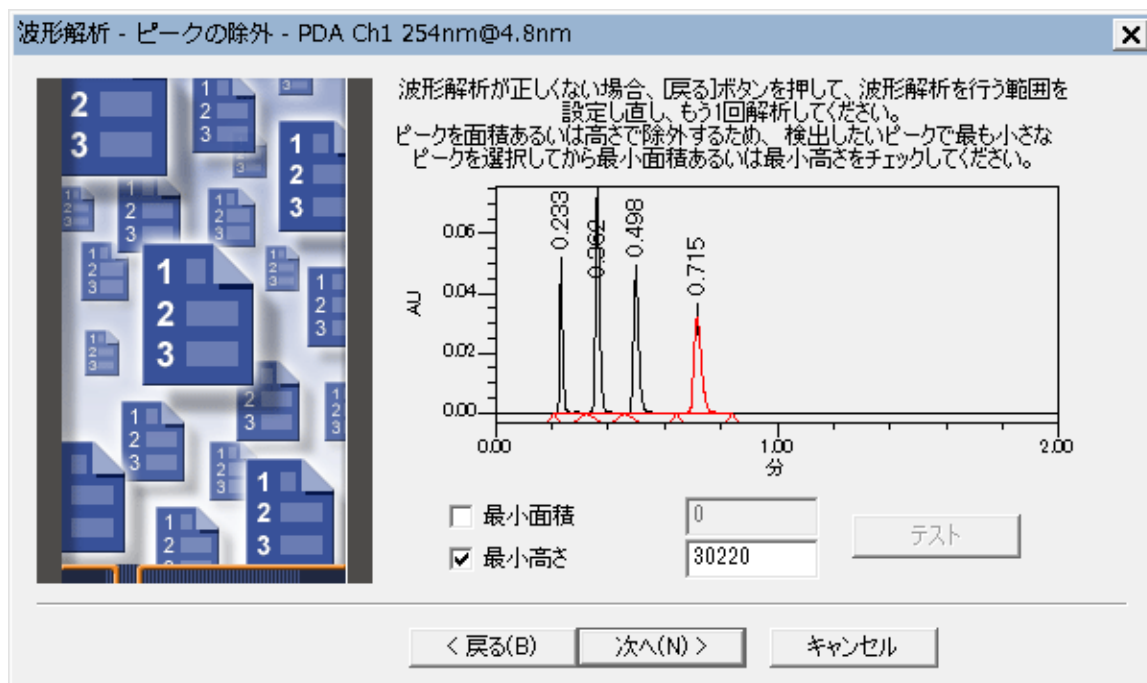 波形解析 - ピークの除外 - PDA Ch1 254nm@4.8nm
波形解析が正しくない場合、[戻る]ボタンを押して、波形解析を行う範囲を
設定し直し、もう1回解析してください。
ピークを面積あるいは高さで除外するため、検出したいピークで最も小さな
ピークを選択してから最小面積あるいは最小高さをチェックしてください。
0.233
0.362
0.498
0.715
AU
0.06
0.04
0.02
0.00
0.00
1.00
2.00
分
最小面積
0
最小高さ
30220
テスト
< 戻る(B)
次へ(N) >
キャンセル
1
2
3